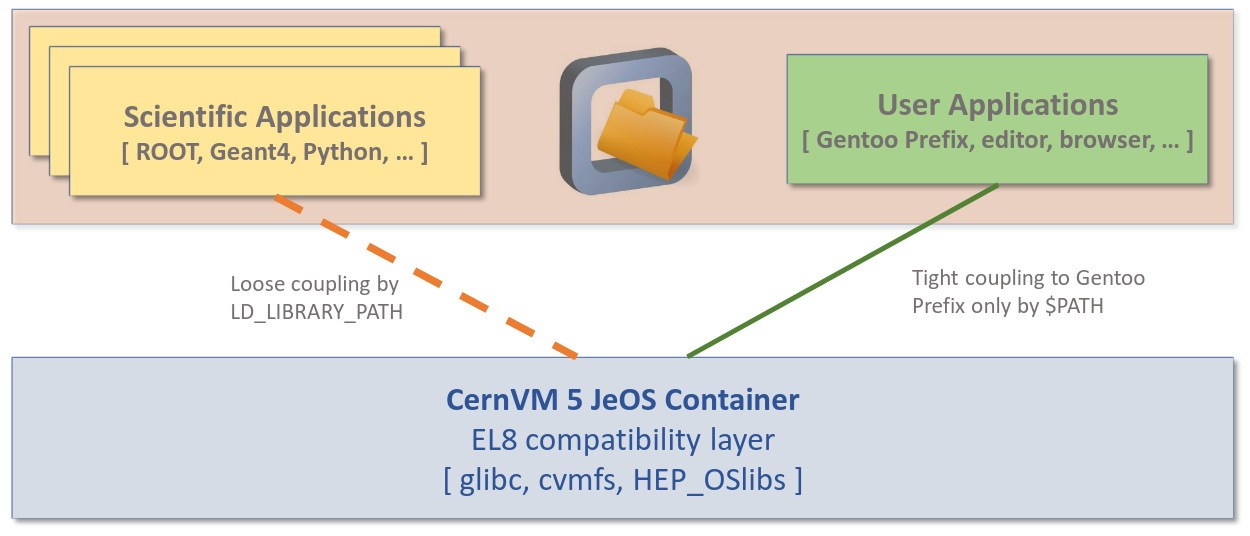 Scientific Applications
[ ROOT, Geant4, Python, … ]
User Applications
[ Gentoo Prefix, editor, browser, … ]
Loose coupling by
LD_LIBRARY_PATH
Tight coupling to Gentoo
Prefix only by $PATH
CernVM 5 JeOS Container
EL8 compatibility layer
[ glibc, cvmfs, HEP_OSlibs ]